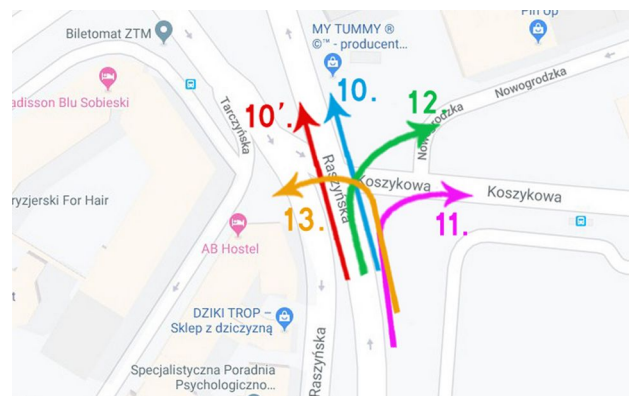 Biletomat ZTM
MY TUMMY ®
©™ - producent...
Pin Up
adisson Blu Sobieski
Tarczyńska
10'.
10.
12.
Nowogrodzka
Nowogrodzka
Raszyńska
Koszykowa
Koszykowa
ryzjerski For Hair
13.
11.
AB Hostel
t
DZIKI TROP –
Sklep z dziczyzną
Raszyńska
Specjalistyczna Poradnia
Psychologiczno...